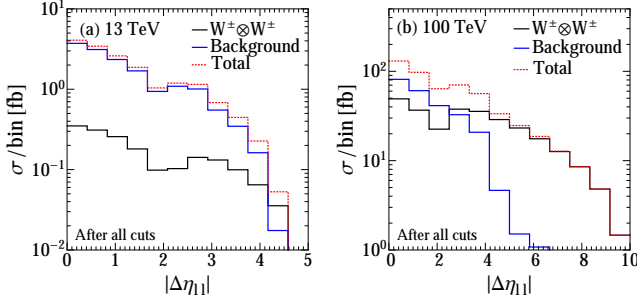 (a) 13 TeV
W±⊗W±
Background
Total
σ / bin [fb]
10¹
10⁰
10⁻¹
10⁻²
After all cuts
0 1 2 3 4 5
|Δη_ll|
(b) 100 TeV
W±⊗W±
Background
Total
σ / bin [fb]
10³
10²
10¹
10⁰
After all cuts
0 2 4 6 8 10
|Δη_ll|